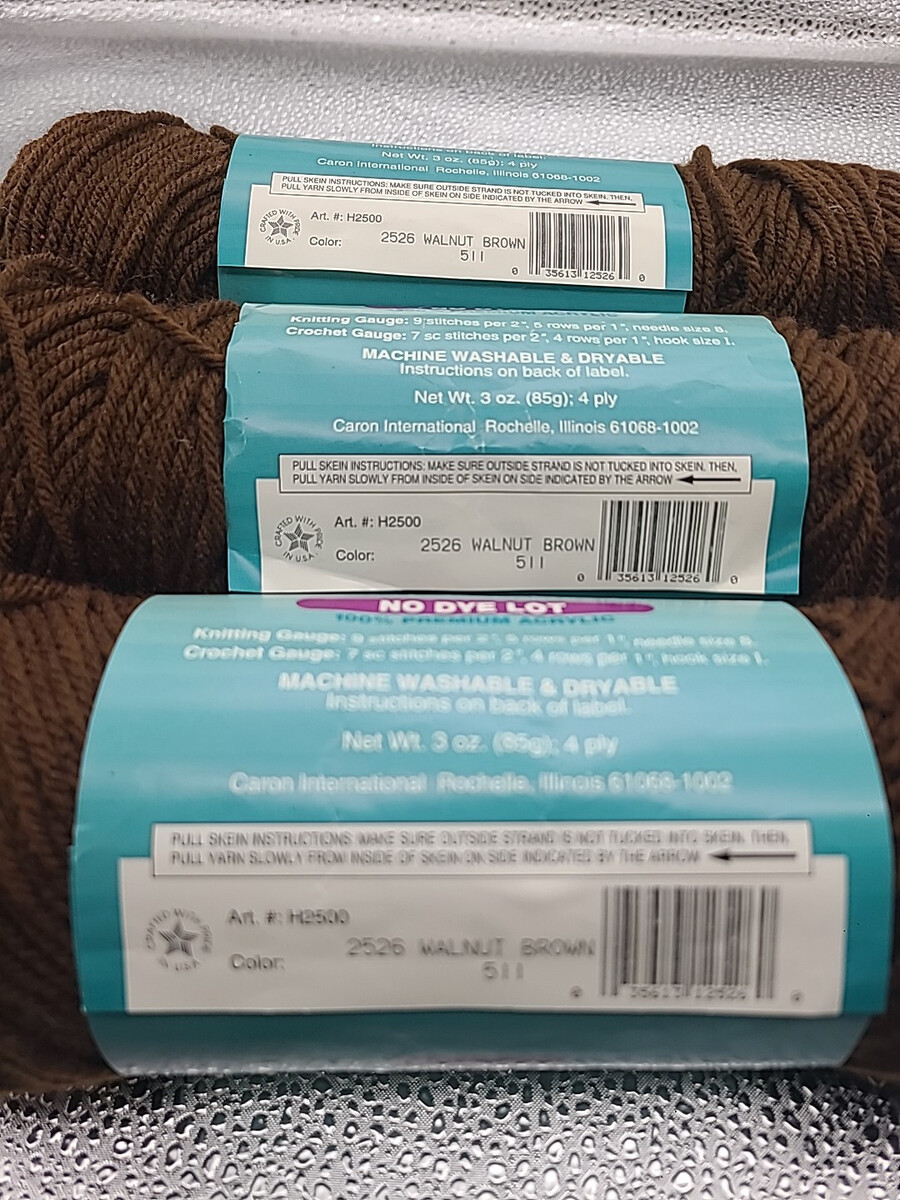 Instructions on back of label.
Net Wt. 3 oz. (85g); 4 ply
Caron International Rochelle, Illinois 61068-1002
PULL SKEIN INSTRUCTIONS: MAKE SURE OUTSIDE STRAND IS NOT TUCKED INTO SKEIN. THEN,
PULL YARN SLOWLY FROM INSIDE OF SKEIN ON SIDE INDICATED BY THE ARROW
CRAFTED WITH PRIDE
IN U.S.A.
Art. #: H2500
Color: 2526 WALNUT BROWN
511
0 35613 12526 0
Knitting Gauge: 9 stitches per 2", 5 rows per 1", needle size 8.
Crochet Gauge: 7 sc stitches per 2", 4 rows per 1", hook size I.
MACHINE WASHABLE & DRYABLE
Instructions on back of label.
Net Wt. 3 oz. (85g); 4 ply
Caron International Rochelle, Illinois 61068-1002
PULL SKEIN INSTRUCTIONS: MAKE SURE OUTSIDE STRAND IS NOT TUCKED INTO SKEIN. THEN,
PULL YARN SLOWLY FROM INSIDE OF SKEIN ON SIDE INDICATED BY THE ARROW
CRAFTED WITH PRIDE
IN U.S.A.
Art. #: H2500
Color: 2526 WALNUT BROWN
511
0 35613 12526 0
NO DYE LOT
100% PREMIUM ACRYLIC
Knitting Gauge: 9 stitches per 2", 5 rows per 1", needle size 8.
Crochet Gauge: 7 sc stitches per 2", 4 rows per 1", hook size I.
MACHINE WASHABLE & DRYABLE
Instructions on back of label.
Net Wt. 3 oz. (85g); 4 ply
Caron International Rochelle, Illinois 61068-1002
PULL SKEIN INSTRUCTIONS: MAKE SURE OUTSIDE STRAND IS NOT TUCKED INTO SKEIN. THEN,
PULL YARN SLOWLY FROM INSIDE OF SKEIN ON SIDE INDICATED BY THE ARROW
CRAFTED WITH PRIDE
IN U.S.A.
Art. #: H2500
Color: 2526 WALNUT BROWN
511
0 35613 12526 0